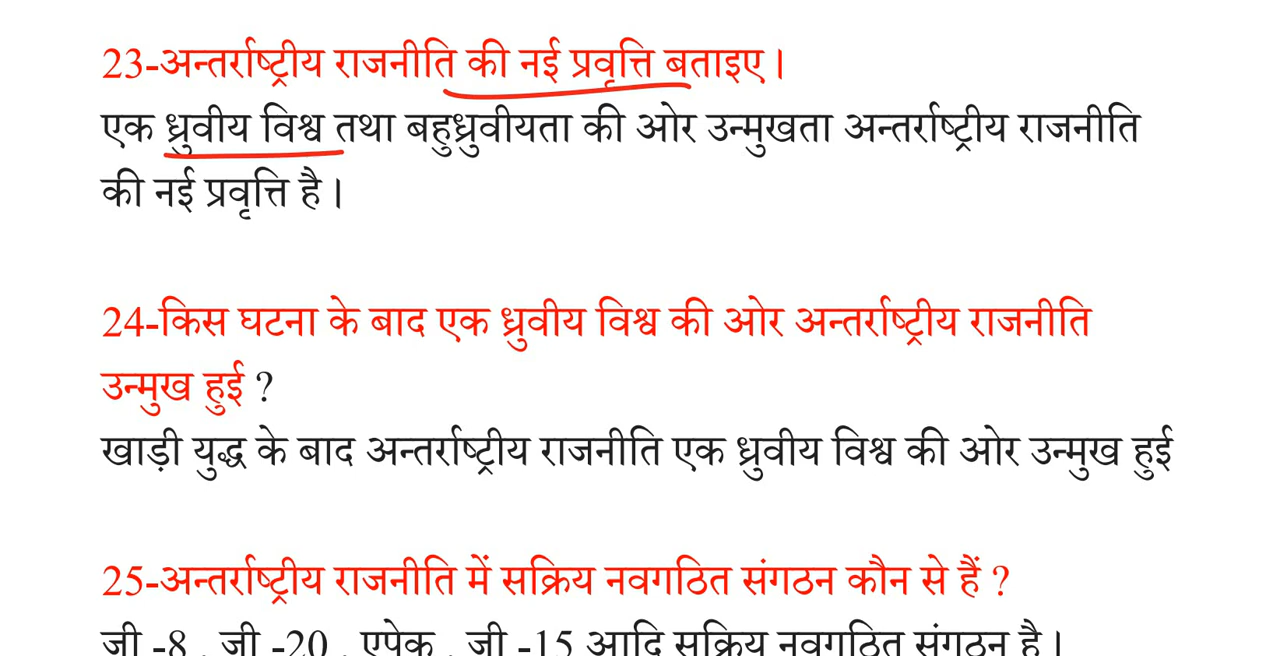 23-अन्तर्राष्ट्रीय राजनीति की नई प्रवृत्ति बताइए।
एक ध्रुवीय विश्व तथा बहुध्रुवीयता की ओर उन्मुखता अन्तर्राष्ट्रीय राजनीति
की नई प्रवृत्ति है।
24-किस घटना के बाद एक ध्रुवीय विश्व की ओर अन्तर्राष्ट्रीय राजनीति
उन्मुख हुई ?
खाड़ी युद्ध के बाद अन्तर्राष्ट्रीय राजनीति एक ध्रुवीय विश्व की ओर उन्मुख हुई
25-अन्तर्राष्ट्रीय राजनीति में सक्रिय नवगठित संगठन कौन से हैं ?
जी -8 , जी -20 , एपेक , जी -15 आदि सक्रिय नवगठित संगठन है।